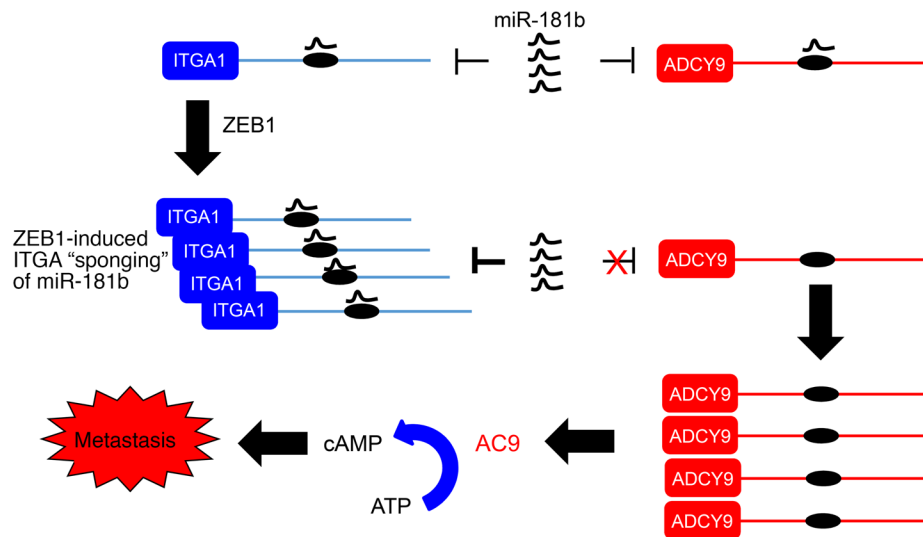 miR-181b
ITGA1
ADCY9
ZEB1
ITGA1
ZEB1-induced
ITGA "sponging"
of miR-181b
ITGA1
ITGA1
ITGA1
X
ADCY9
ADCY9
ADCY9
ADCY9
ADCY9
Metastasis
cAMP
AC9
ATP